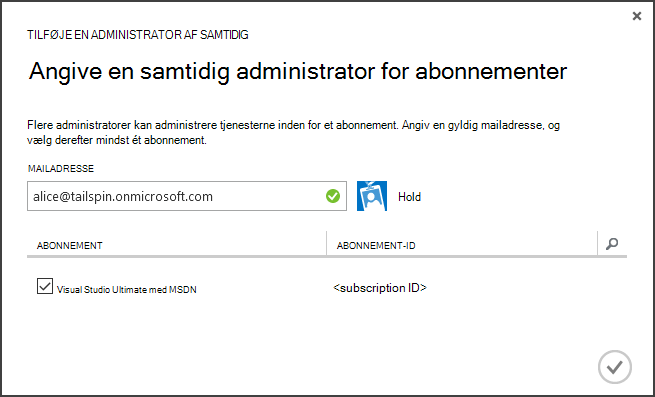 TILFØJE EN ADMINISTRATOR AF SAMTIDIG
Angive en samtidig administrator for abonnementer
Flere administratorer kan administrere tjenesterne inden for et abonnement. Angiv en gyldig mailadresse, og
vælg derefter mindst ét abonnement.
MAILADRESSE
alice@tailspin.onmicrosoft.com
Hold
ABONNEMENT ABONNEMENT-ID
Visual Studio Ultimate med MSDN <subscription ID>